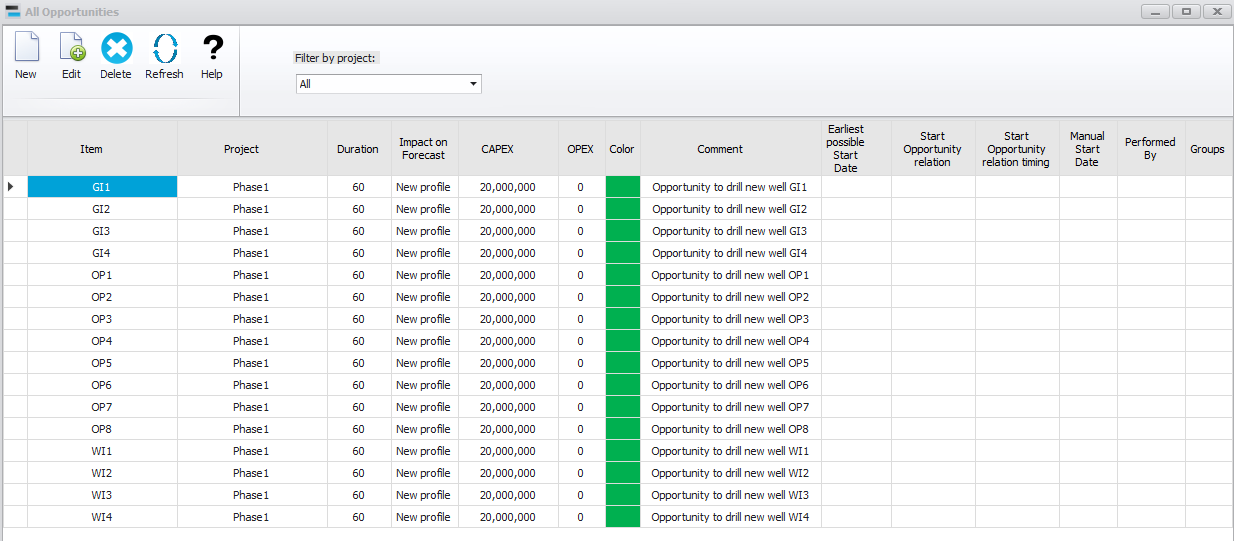 All Opportunities
New Edit Delete Refresh Help
Filter by project:
All
Item Project Duration Impact on Forecast CAPEX OPEX Color Comment Earliest possible Start Date Start Opportunity relation Start Opportunity relation timing Manual Start Date Performed By Groups
GI1 Phase1 60 New profile 20,000,000 0 Opportunity to drill new well GI1
GI2 Phase1 60 New profile 20,000,000 0 Opportunity to drill new well GI2
GI3 Phase1 60 New profile 20,000,000 0 Opportunity to drill new well GI3
GI4 Phase1 60 New profile 20,000,000 0 Opportunity to drill new well GI4
OP1 Phase1 60 New profile 20,000,000 0 Opportunity to drill new well OP1
OP2 Phase1 60 New profile 20,000,000 0 Opportunity to drill new well OP2
OP3 Phase1 60 New profile 20,000,000 0 Opportunity to drill new well OP3
OP4 Phase1 60 New profile 20,000,000 0 Opportunity to drill new well OP4
OP5 Phase1 60 New profile 20,000,000 0 Opportunity to drill new well OP5
OP6 Phase1 60 New profile 20,000,000 0 Opportunity to drill new well OP6
OP7 Phase1 60 New profile 20,000,000 0 Opportunity to drill new well OP7
OP8 Phase1 60 New profile 20,000,000 0 Opportunity to drill new well OP8
WI1 Phase1 60 New profile 20,000,000 0 Opportunity to drill new well WI1
WI2 Phase1 60 New profile 20,000,000 0 Opportunity to drill new well WI2
WI3 Phase1 60 New profile 20,000,000 0 Opportunity to drill new well WI3
WI4 Phase1 60 New profile 20,000,000 0 Opportunity to drill new well WI4